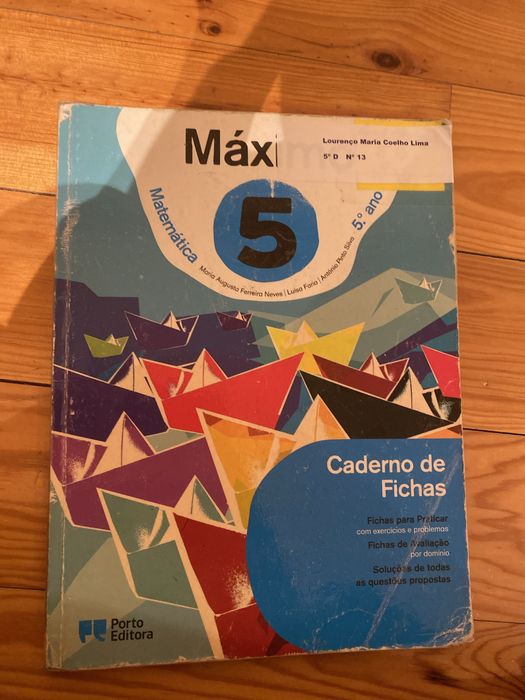 Máxi
Lourenço Maria Coelho Lima
5º D Nº 13
Matemática
5
5.º ano
Maria Augusta Ferreira Neves | Luísa Faria | António Pinto Silva
Caderno de
Fichas
Fichas para Praticar
com exercícios e problemas
Fichas de Avaliação
por domínio
Soluções de todas
as questões propostas
Porto
Editora